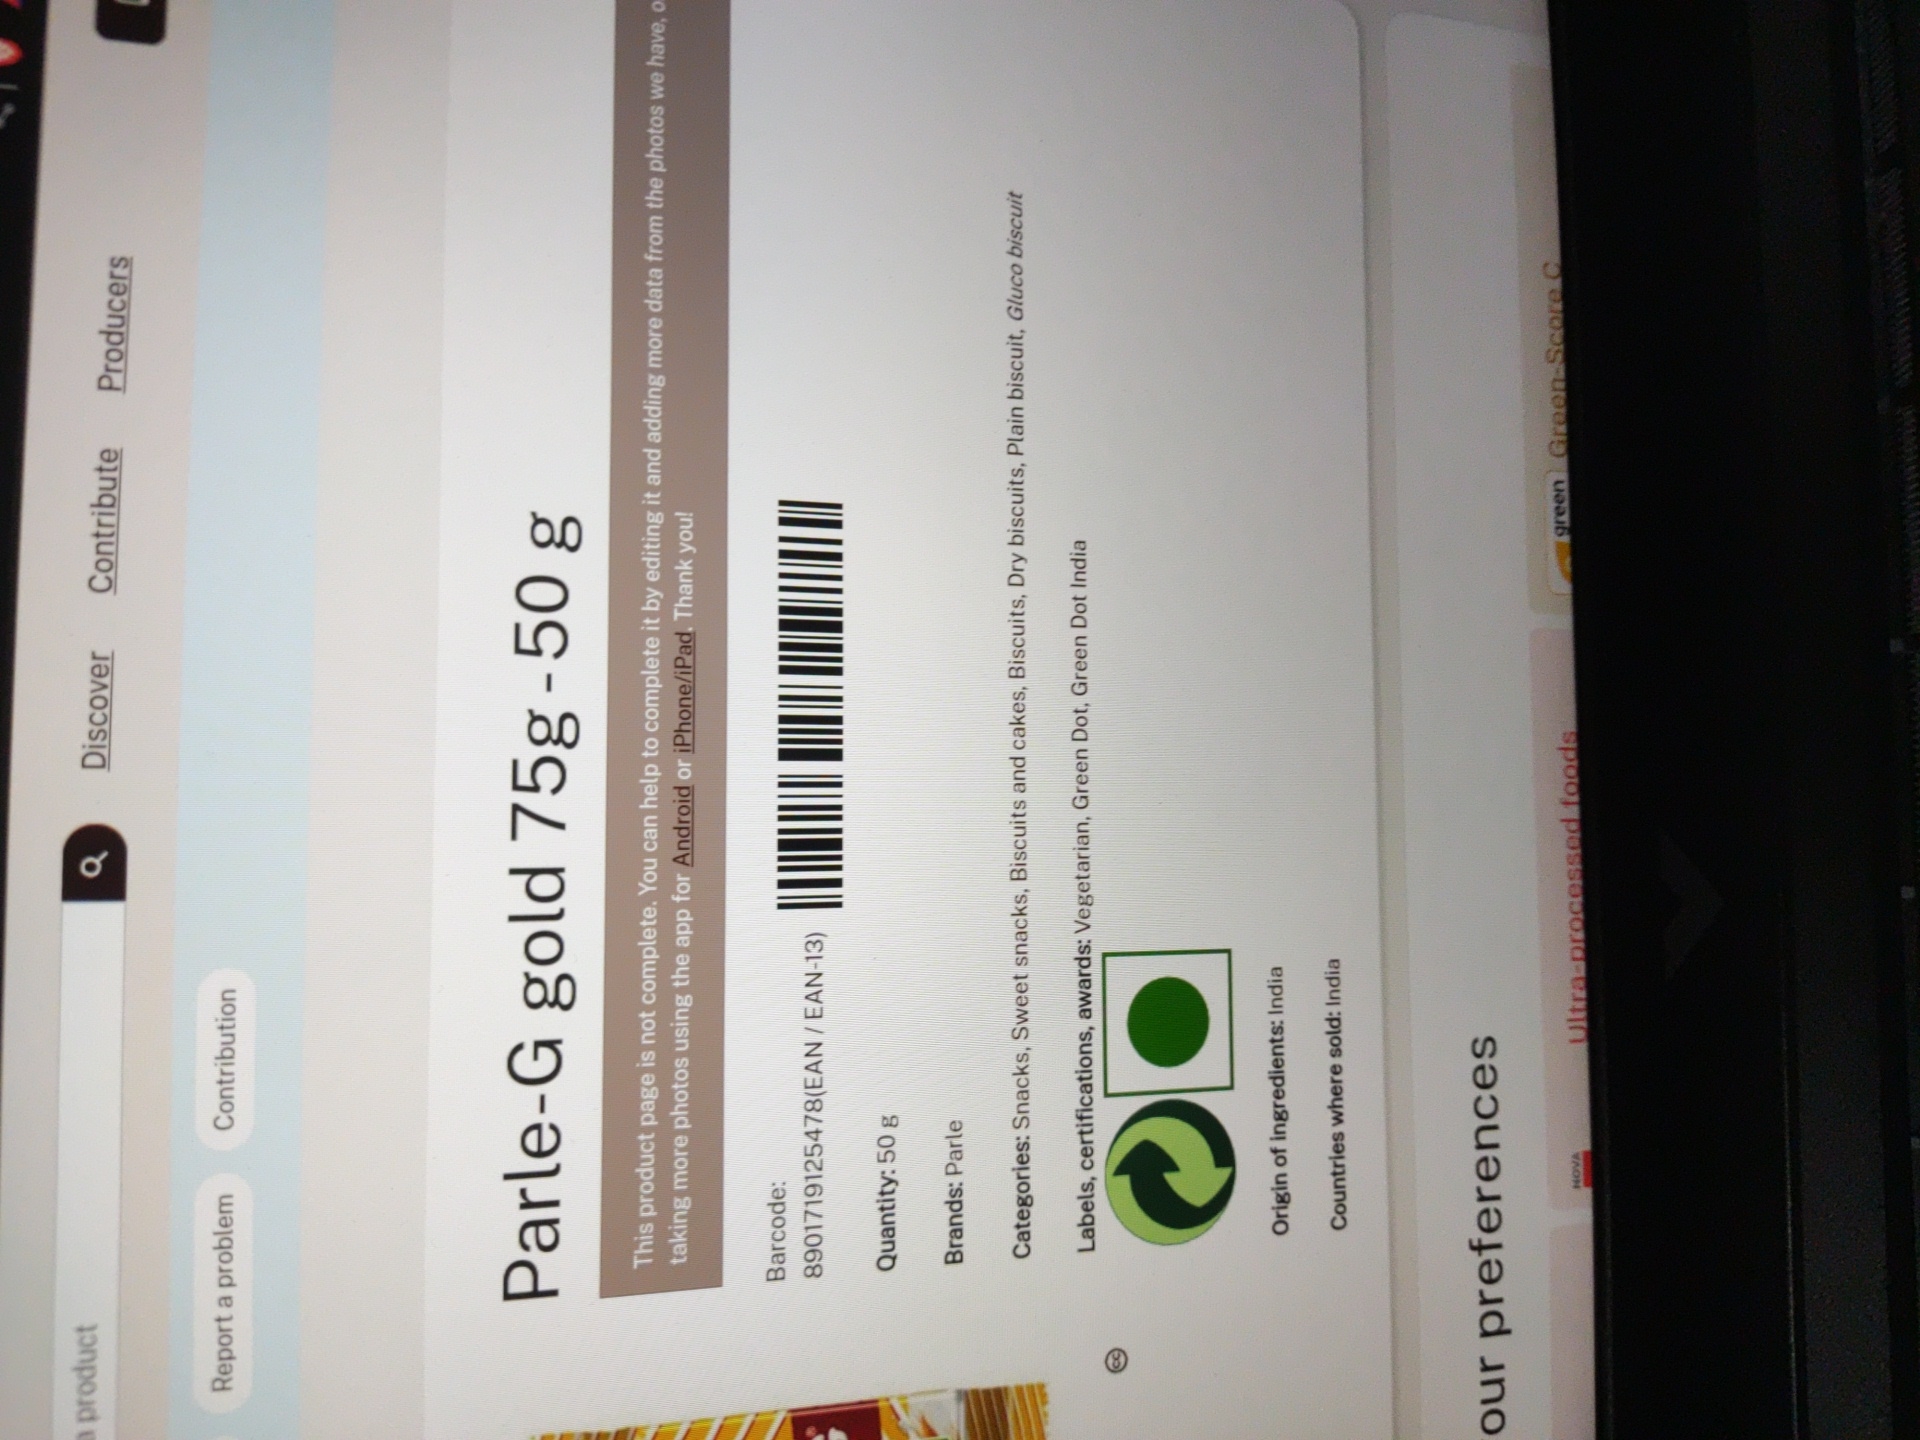 a product
Discover
Contribute
Producers
Report a problem
Contribution
Parle-G gold 75g - 50 g
This product page is not complete. You can help to complete it by editing it and adding more data from the photos we have, o
taking more photos using the app for Android or iPhone/iPad. Thank you!
Barcode:
8901719125478(EAN / EAN-13)
Quantity: 50 g
Brands: Parle
Categories: Snacks, Sweet snacks, Biscuits and cakes, Biscuits, Dry biscuits, Plain biscuit, Gluco biscuit
Labels, certifications, awards: Vegetarian, Green Dot, Green Dot India
cc
Origin of ingredients: India
Countries where sold: India
our preferences
NOVA
Ultra-processed foods
green
Green-Score C